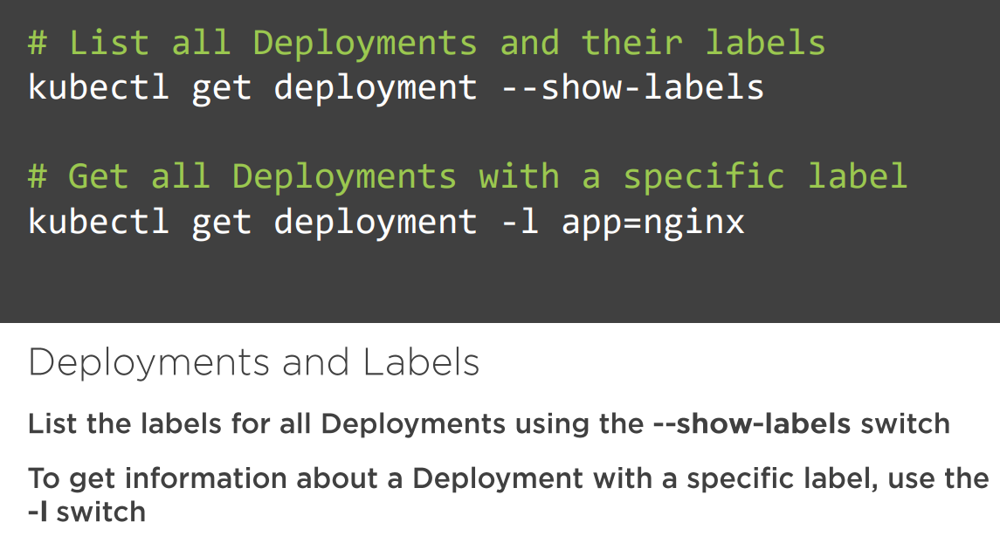 # List all Deployments and their labels
kubectl get deployment --show-labels
# Get all Deployments with a specific label
kubectl get deployment -l app=nginx
Deployments and Labels
List the labels for all Deployments using the --show-labels switch
To get information about a Deployment with a specific label, use the
-l switch